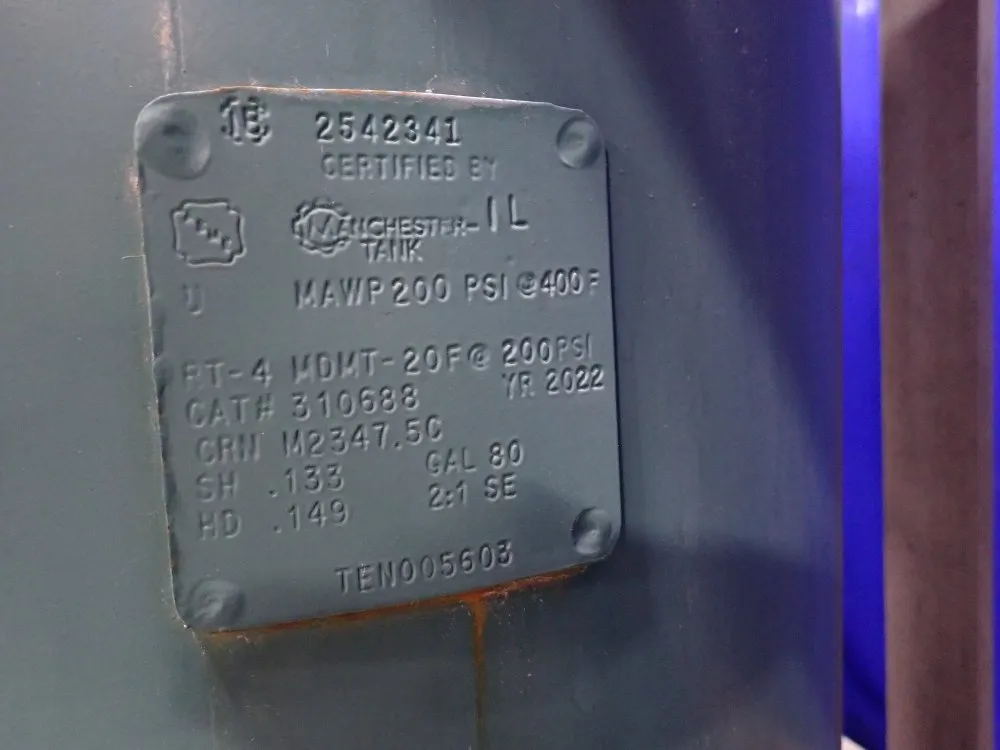 2542341
CERTIFIED BY
MANCHESTER-IL
TANK
U MAWP 200 PSI @ 400 F
RT-4 MDMT-20F@ 200PSI
CAT# 310688 YR 2022
CRN M2347.5C
SH .133 GAL 80
HD .149 2:1 SE
TEN005603